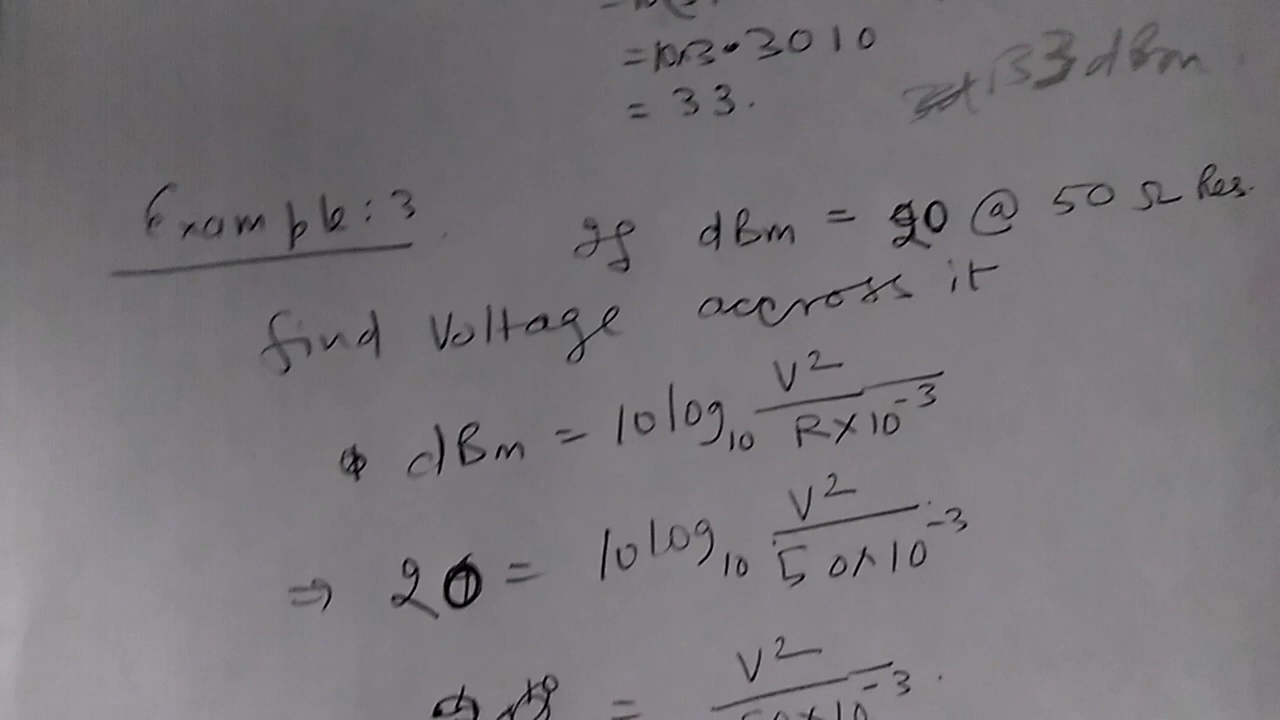 = 10×3.3010
= 33.
33 dBm
Example: 3
If dBm = 20 @ 50 Ω Res.
find Voltage accross it
dBm = 10 log₁₀ V² / R×10⁻³
⇒ 20 = 10 log₁₀ V² / 50×10⁻³
= V² / 50×10⁻³.